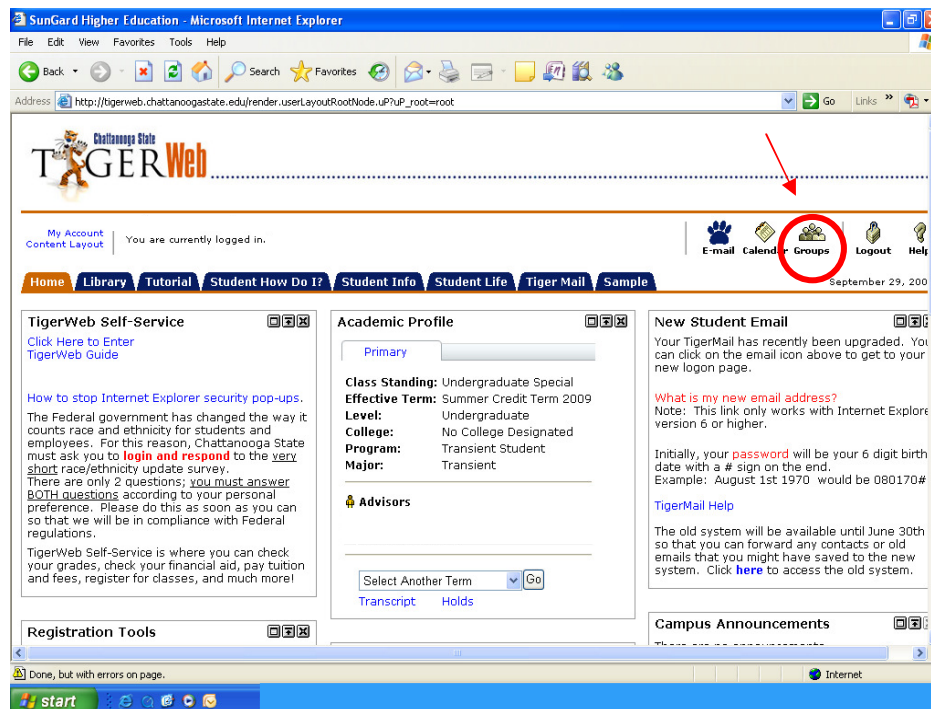 SunGard Higher Education - Microsoft Internet Explorer
File Edit View Favorites Tools Help
Back Search Favorites
Address http://tigerweb.chattanoogastate.edu/render.userLayoutRootNode.uP?uP_root=root Go Links »
Chattanooga State
TIGERWeb
My Account
Content Layout
You are currently logged in.
E-mail Calendar Groups Logout Help
Home Library Tutorial Student How Do I? Student Info Student Life Tiger Mail Sample
September 29, 200
TigerWeb Self-Service
Click Here to Enter
TigerWeb Guide
How to stop Internet Explorer security pop-ups.
The Federal government has changed the way it
counts race and ethnicity for students and
employees. For this reason, Chattanooga State
must ask you to login and respond to the very
short race/ethnicity update survey.
There are only 2 questions; you must answer
BOTH questions according to your personal
preference. Please do this as soon as you can
so that we will be in compliance with Federal
regulations.
TigerWeb Self-Service is where you can check
your grades, check your financial aid, pay tuition
and fees, register for classes, and much more!
Registration Tools
Academic Profile
Primary
Class Standing: Undergraduate Special
Effective Term: Summer Credit Term 2009
Level: Undergraduate
College: No College Designated
Program: Transient Student
Major: Transient
Advisors
Select Another Term Go
Transcript Holds
New Student Email
Your TigerMail has recently been upgraded. You
can click on the email icon above to get to your
new logon page.
What is my new email address?
Note: This link only works with Internet Explore
version 6 or higher.
Initially, your password will be your 6 digit birth
date with a # sign on the end.
Example: August 1st 1970 would be 080170#
TigerMail Help
The old system will be available until June 30th
so that you can forward any contacts or old
emails that you might have saved to the new
system. Click here to access the old system.
Campus Announcements
There are no announcements
Done, but with errors on page. Internet
start